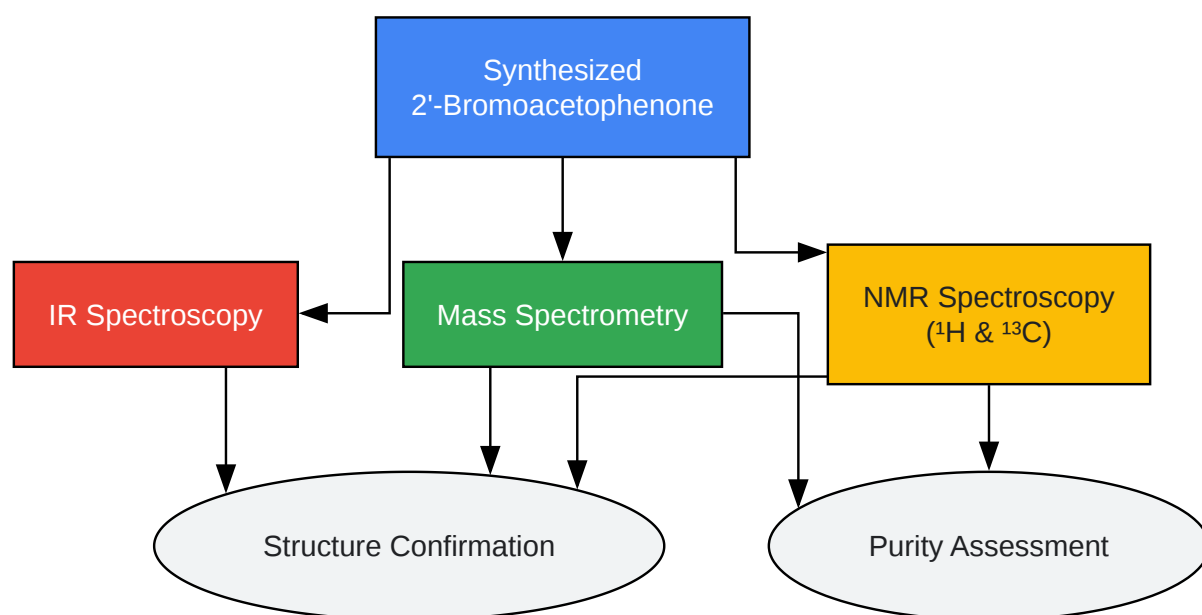 Synthesized
2'-Bromoacetophenone
IR Spectroscopy
Mass Spectrometry
NMR Spectroscopy
(¹H & ¹³C)
Structure Confirmation
Purity Assessment